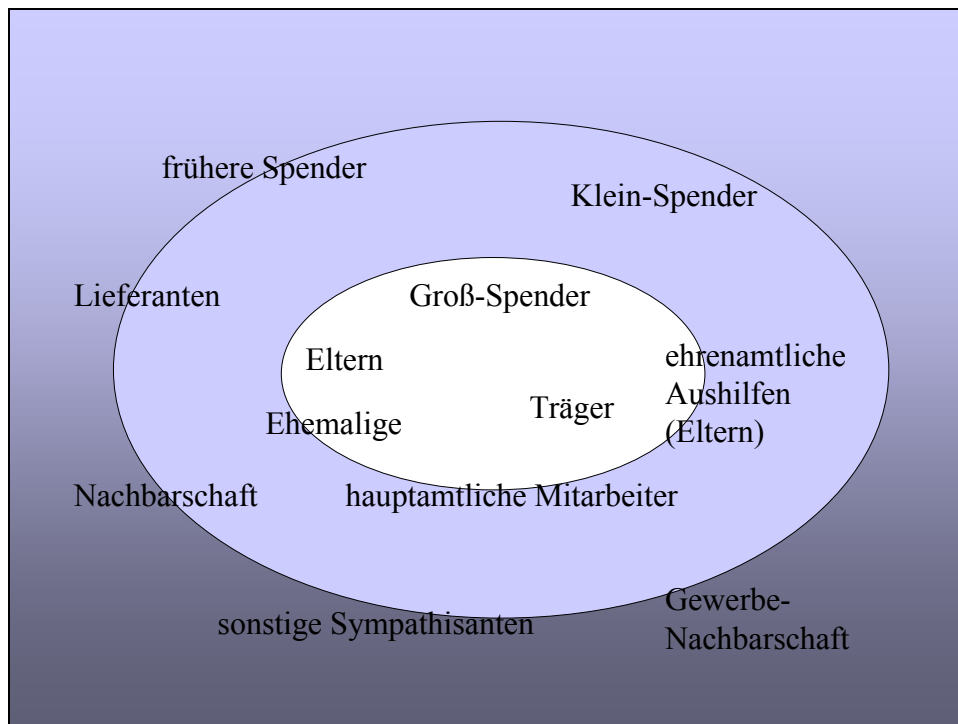 frühere Spender
Klein-Spender
Lieferanten
Groß-Spender
Eltern
ehrenamtliche
Aushilfen
(Eltern)
Träger
Ehemalige
Nachbarschaft
hauptamtliche Mitarbeiter
sonstige Sympathisanten
Gewerbe-
Nachbarschaft